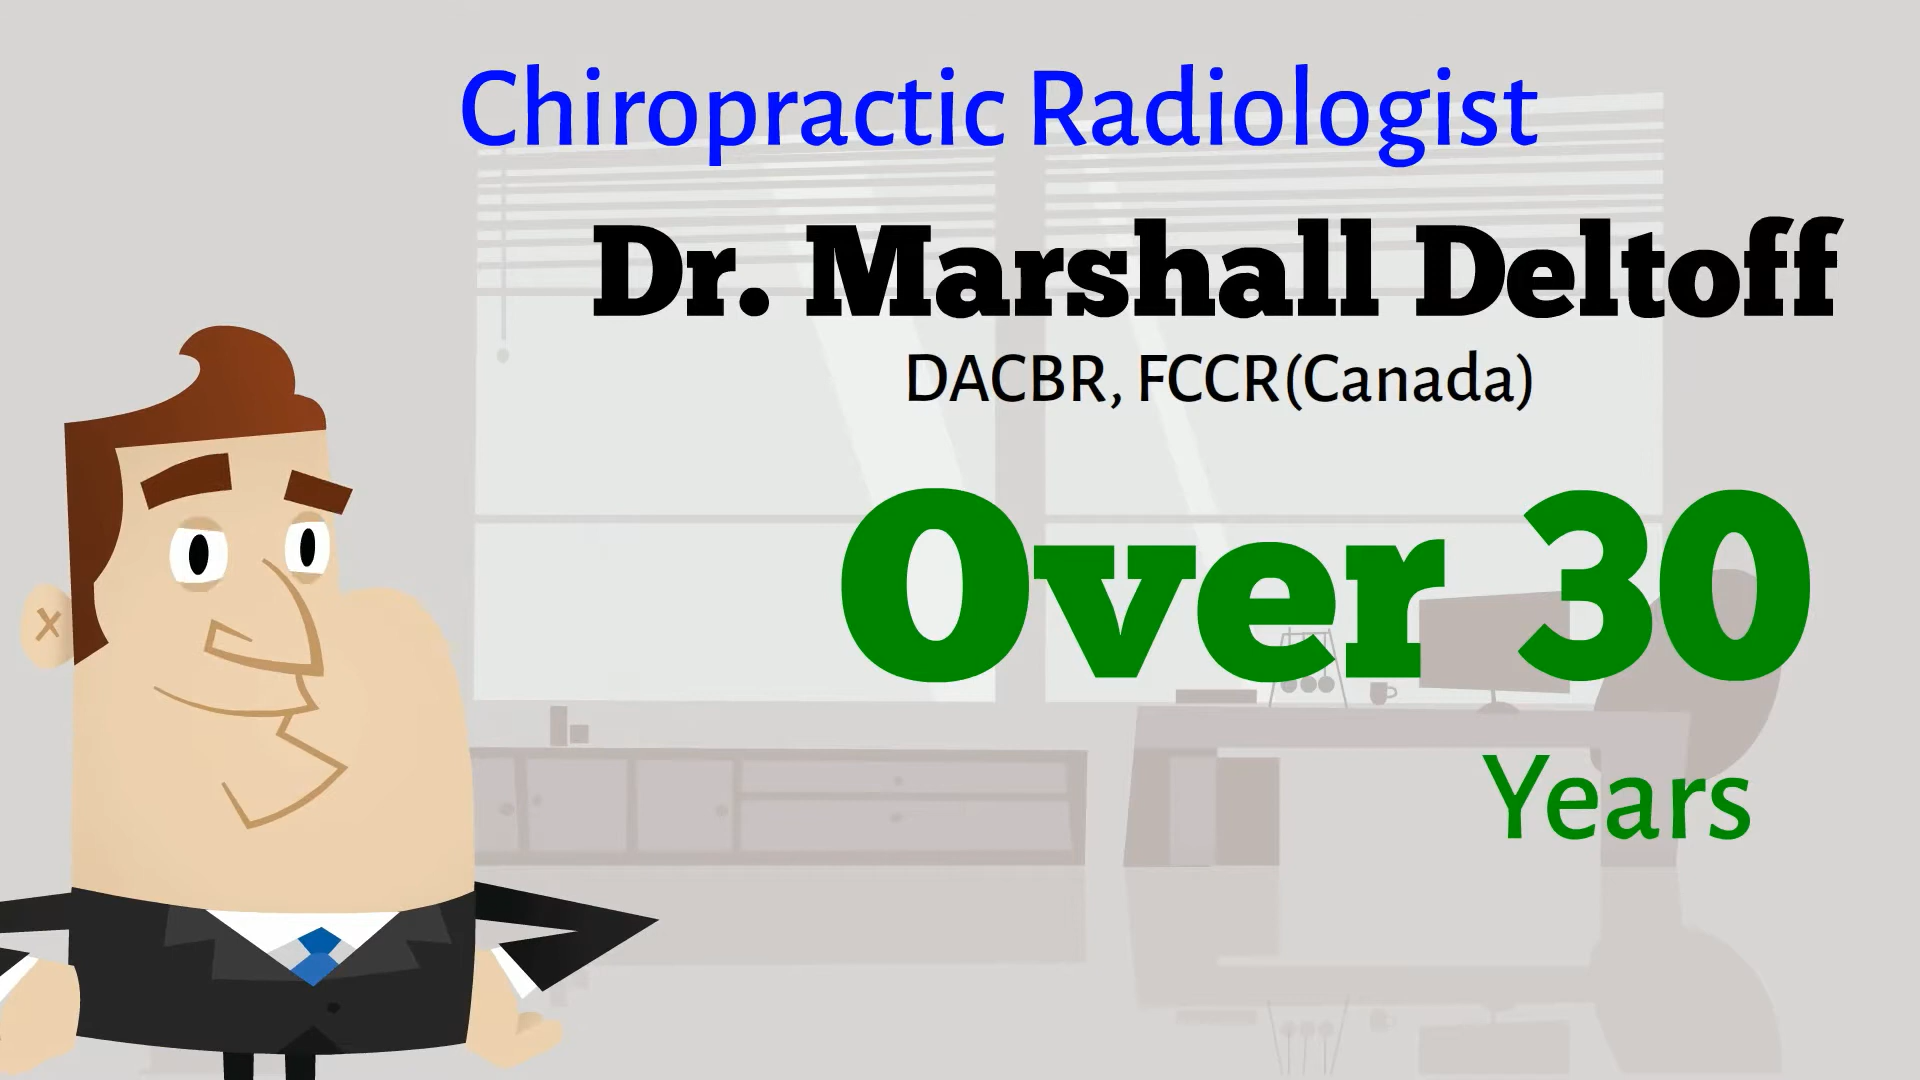 Chiropractic Radiologist
Dr. Marshall Deltoff
DACBR, FCCR(Canada)
Over 30
Years